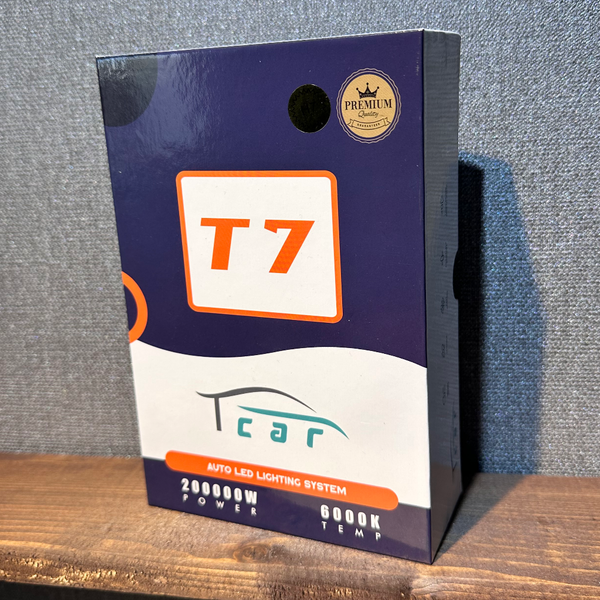 PREMIUM
Quality
T7
Tcar
AUTO LED LIGHTING SYSTEM
200000W
POWER
6000K
TEMP